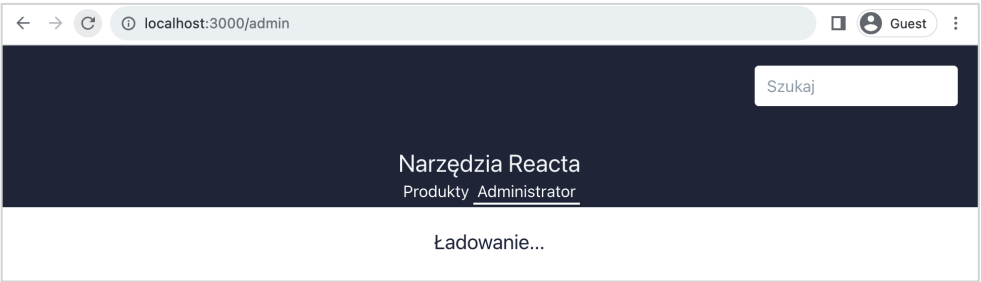 localhost:3000/admin
Guest
Szukaj
Narzędzia Reacta
Produkty Administrator
Ładowanie...